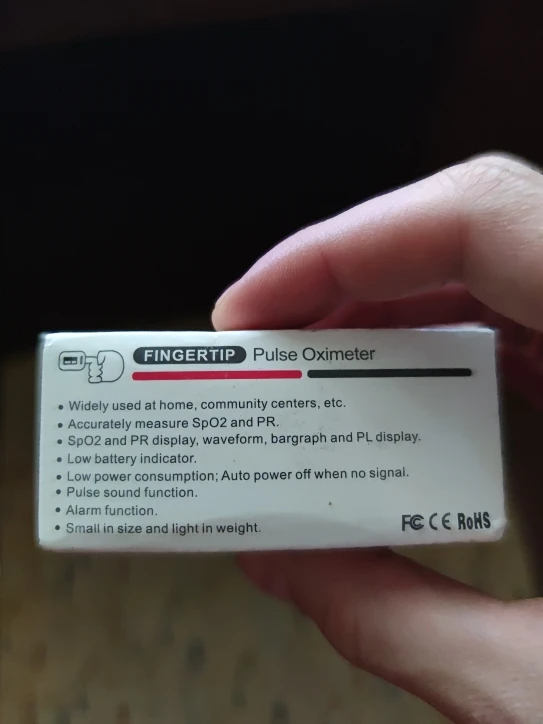 FINGERTIP Pulse Oximeter
• Widely used at home, community centers, etc.
• Accurately measure SpO2 and PR.
• SpO2 and PR display, waveform, bargraph and PL display.
• Low battery indicator.
• Low power consumption; Auto power off when no signal.
• Pulse sound function.
• Alarm function.
• Small in size and light in weight.
FC CE RoHS